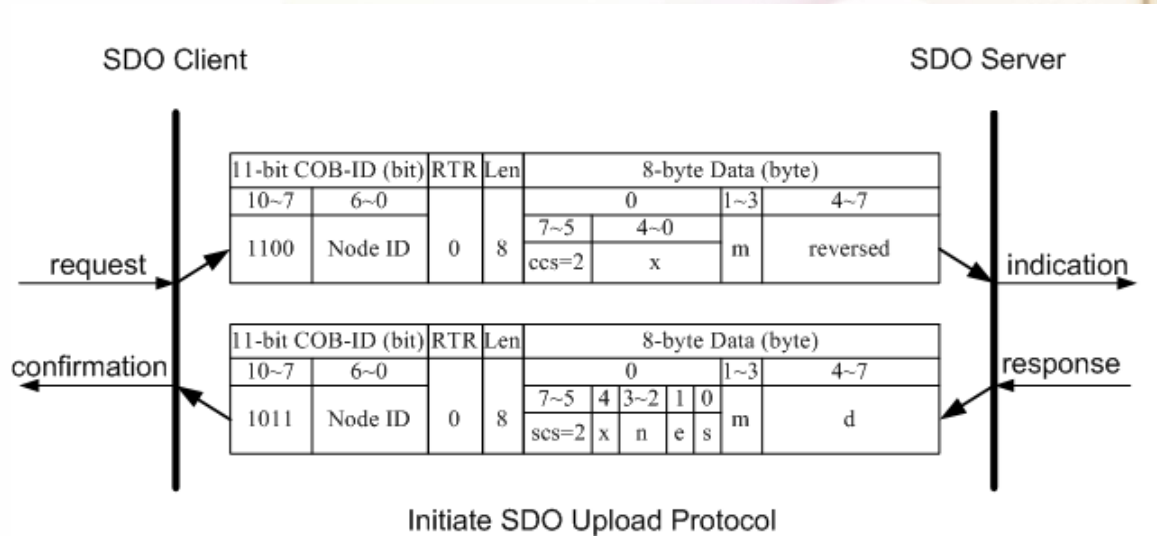 SDO Client SDO Server
11-bit COB-ID (bit) RTR Len 8-byte Data (byte)
10~7 6~0 0 1~3 4~7
7~5 4~0
1100 Node ID 0 8 m reversed
ccs=2 x
request indication
11-bit COB-ID (bit) RTR Len 8-byte Data (byte)
10~7 6~0 0 1~3 4~7
confirmation response
7~5 4 3~2 1 0
1011 Node ID 0 8 m d
scs=2 x n e s
Initiate SDO Upload Protocol